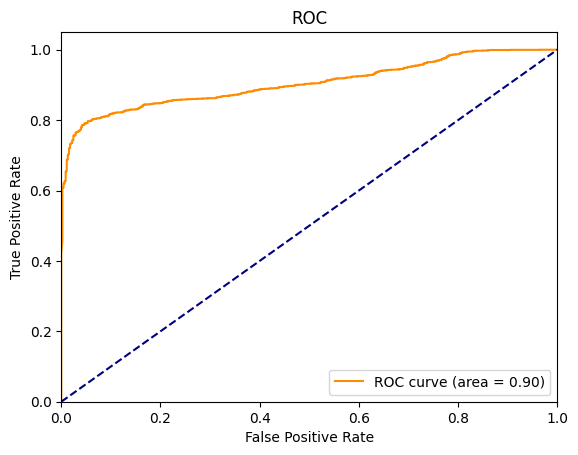 ROC
True Positive Rate
1.0
0.8
0.6
0.4
0.2
0.0
0.0 0.2 0.4 0.6 0.8 1.0
False Positive Rate
ROC curve (area = 0.90)